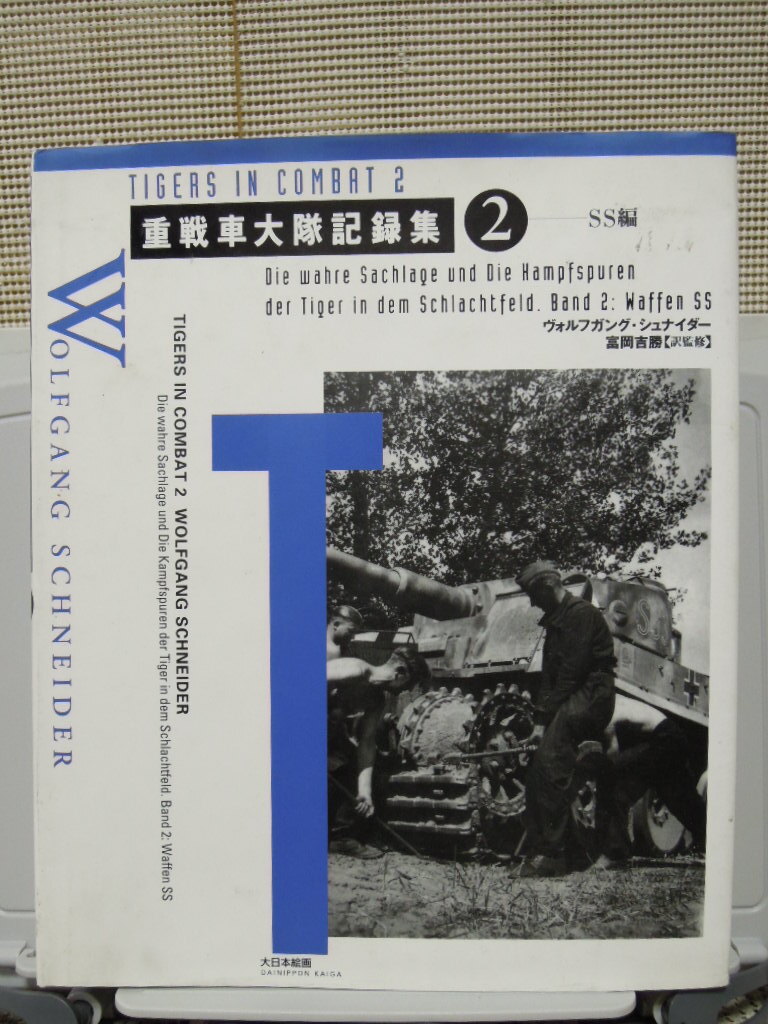 TIGERS IN COMBAT 2
重戦車大隊記録集 2 SS編
Die wahre Sachlage und Die Kampfspuren
der Tiger in dem Schlachtfeld. Band 2: Waffen SS
ヴォルフガング・シュナイダー
富岡吉勝【訳監修】
WOLFGANG SCHNEIDER
TIGERS IN COMBAT 2 WOLFGANG SCHNEIDER
Die wahre Sachlage und Die Kampfspuren der Tiger in dem Schlachtfeld. Band 2: Waffen SS
T
S
大日本絵画
DAINIPPON KAIGA